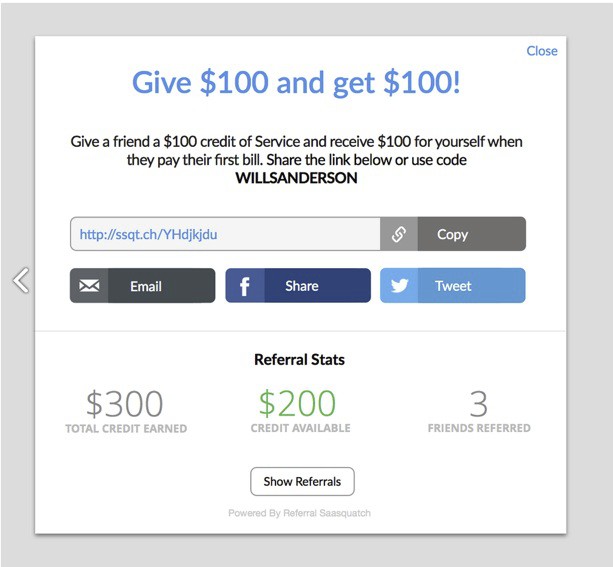 Close
Give $100 and get $100!
Give a friend a $100 credit of Service and receive $100 for yourself when
they pay their first bill. Share the link below or use code
WILLSANDERSON
http://ssqt.ch/YHdjkjdu
Copy
Email
Share
Tweet
Referral Stats
$300
$200
3
TOTAL CREDIT EARNED
CREDIT AVAILABLE
FRIENDS REFERRED
Show Referrals
Powered By Referral Saasquatch